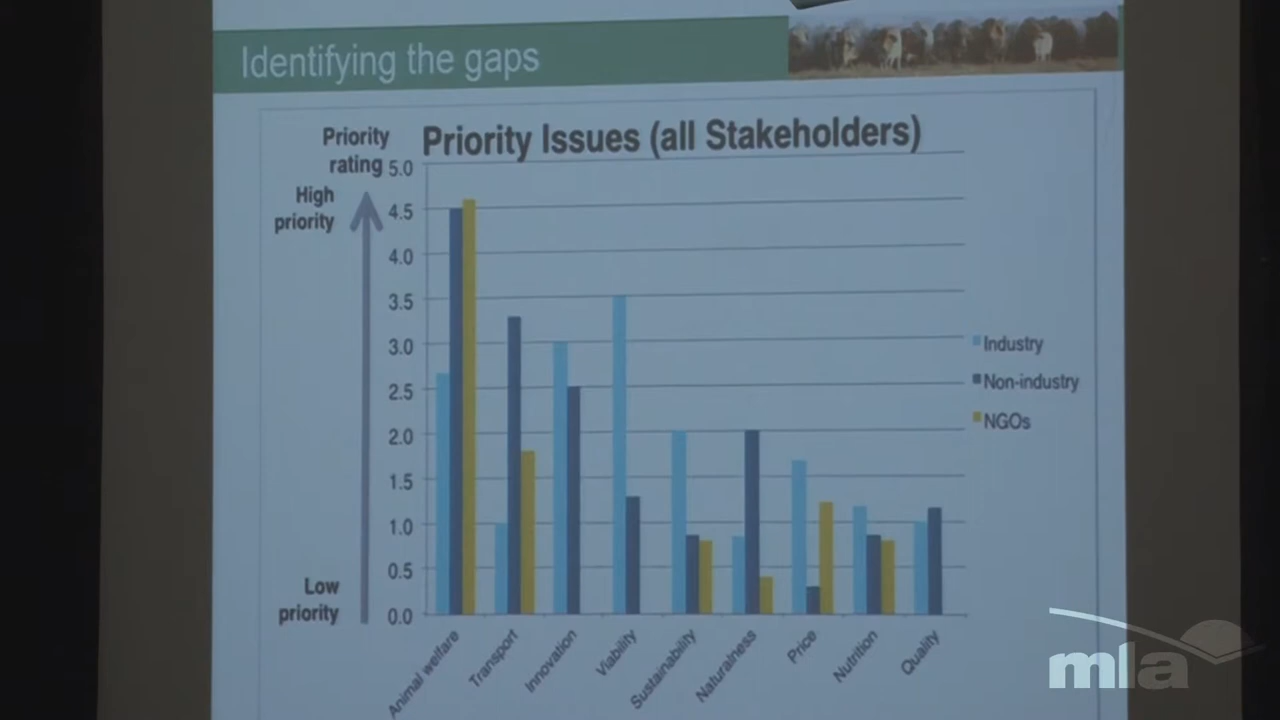 Identifying the gaps
Priority Issues (all Stakeholders)
Priority
rating
High
priority
5.0
4.5
4.0
3.5
3.0
2.5
2.0
1.5
1.0
0.5
0.0
Low
priority
Industry
Non-industry
NGOs
Animal welfare
Transport
Innovation
Viability
Sustainability
Naturalness
Price
Nutrition
Quality
mla